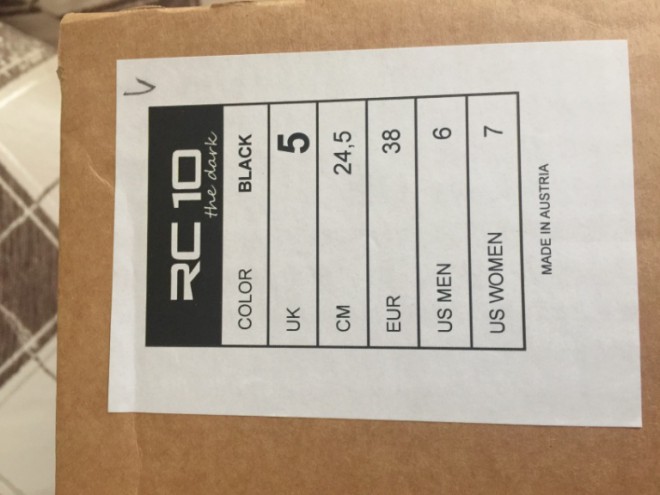 RC 10
the dark
COLOR BLACK
UK 5
CM 24,5
EUR 38
US MEN 6
US WOMEN 7
MADE IN AUSTRIA